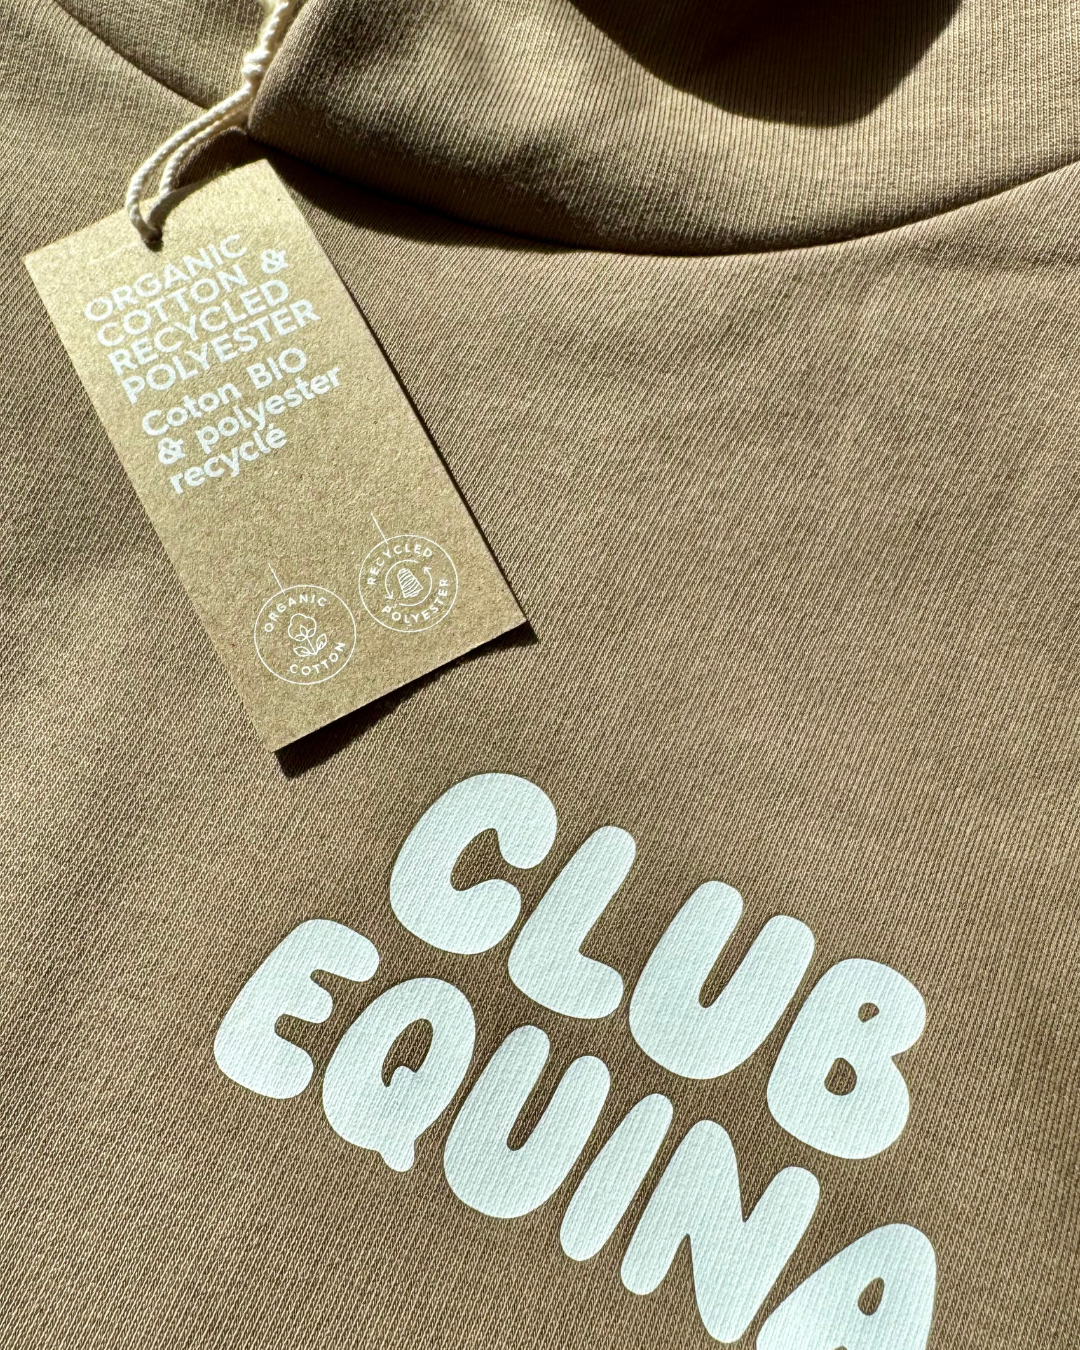 ORGANIC
COTTON &
RECYCLED
POLYESTER
Coton BIO
& polyester
recyclé
ORGANIC
COTTON
RECYCLED
POLYESTER
CLUB
EQUINA